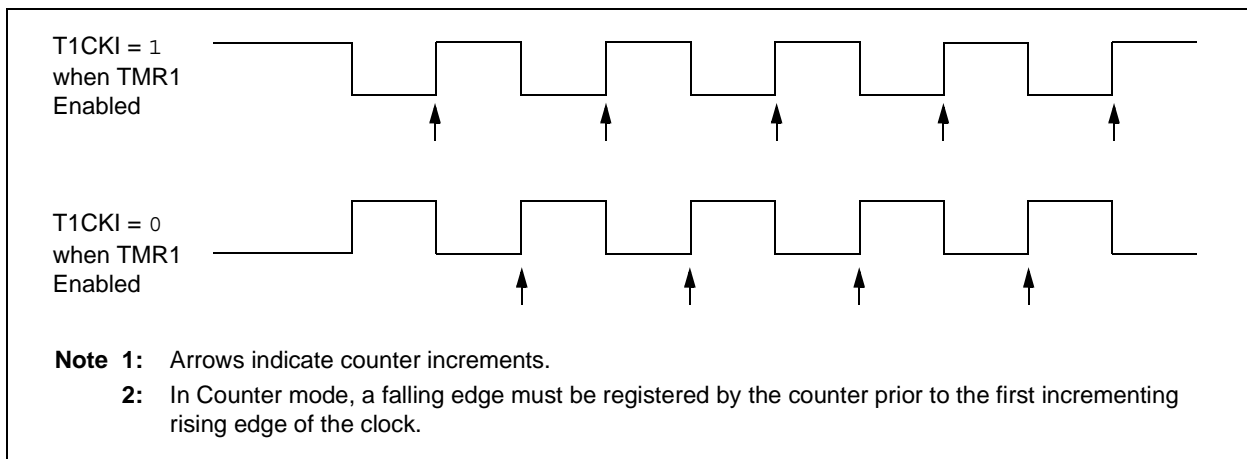 T1CKI = 1
when TMR1
Enabled
T1CKI = 0
when TMR1
Enabled
Note 1: Arrows indicate counter increments.
2: In Counter mode, a falling edge must be registered by the counter prior to the first incrementing
rising edge of the clock.